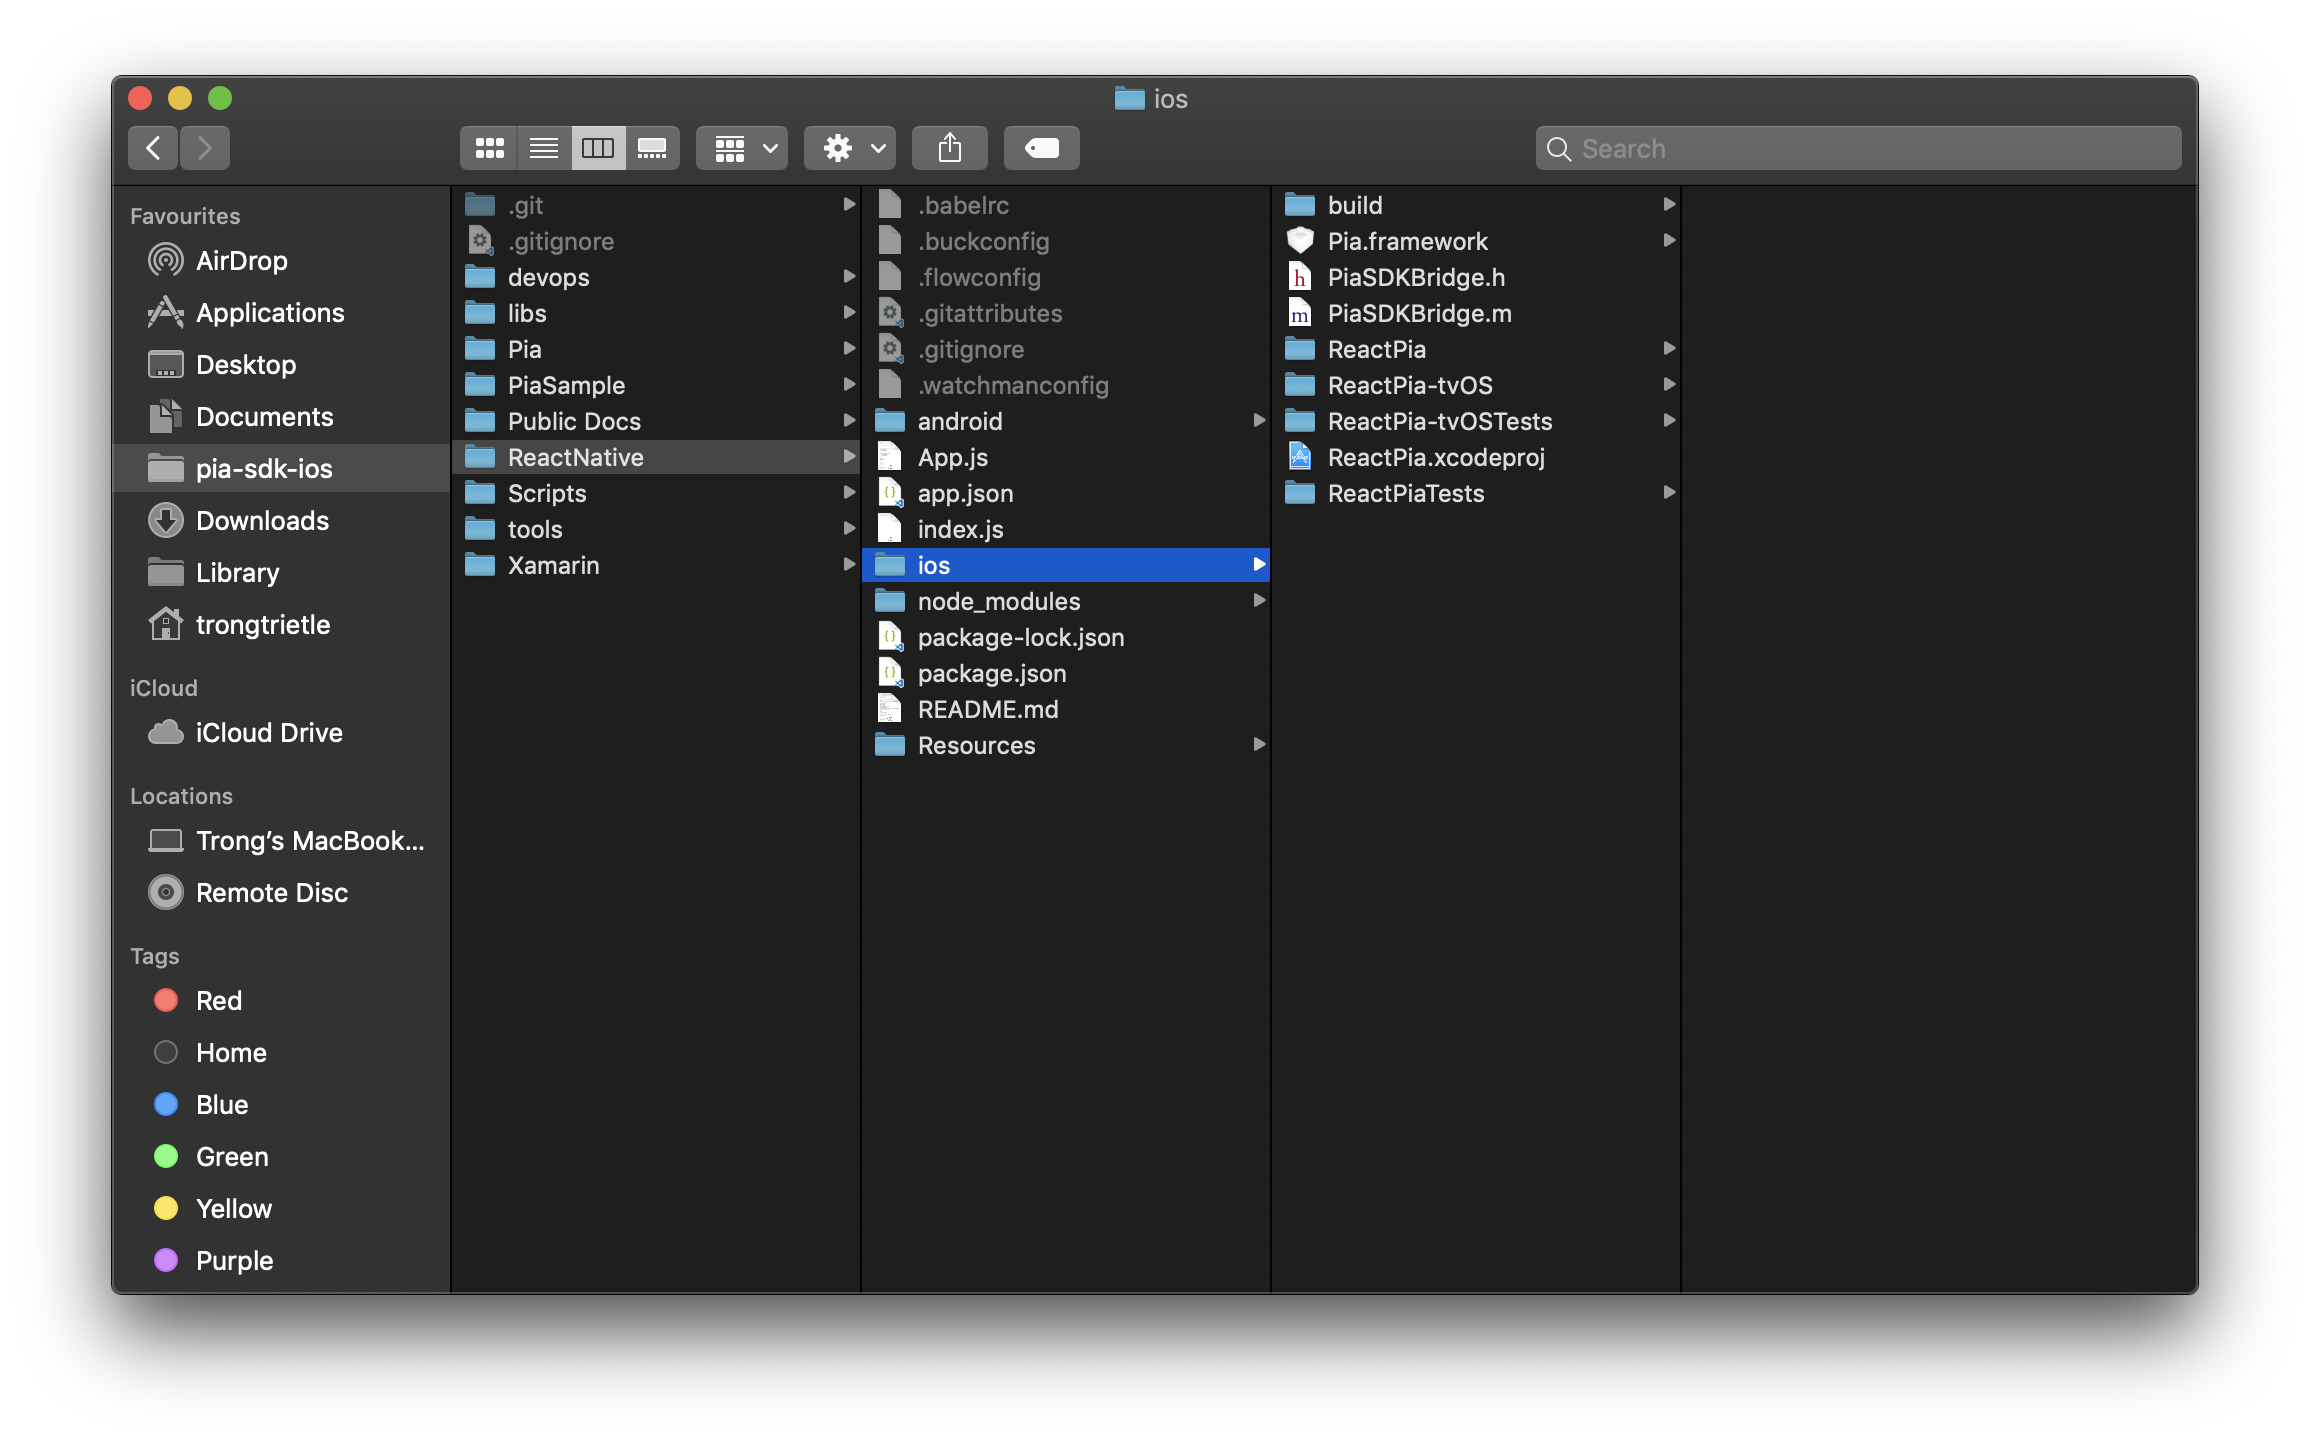 ios
Search
Favourites
AirDrop
Applications
Desktop
Documents
pia-sdk-ios
Downloads
Library
trongtrietle
iCloud
iCloud Drive
Locations
Trong’s MacBook...
Remote Disc
Tags
Red
Home
Blue
Green
Yellow
Purple
.git
.gitignore
devops
libs
Pia
PiaSample
Public Docs
ReactNative
Scripts
tools
Xamarin
.babelrc
.buckconfig
.flowconfig
.gitattributes
.gitignore
.watchmanconfig
android
App.js
app.json
index.js
ios
node_modules
package-lock.json
package.json
README.md
Resources
build
Pia.framework
PiaSDKBridge.h
PiaSDKBridge.m
ReactPia
ReactPia-tvOS
ReactPia-tvOSTests
ReactPia.xcodeproj
ReactPiaTests